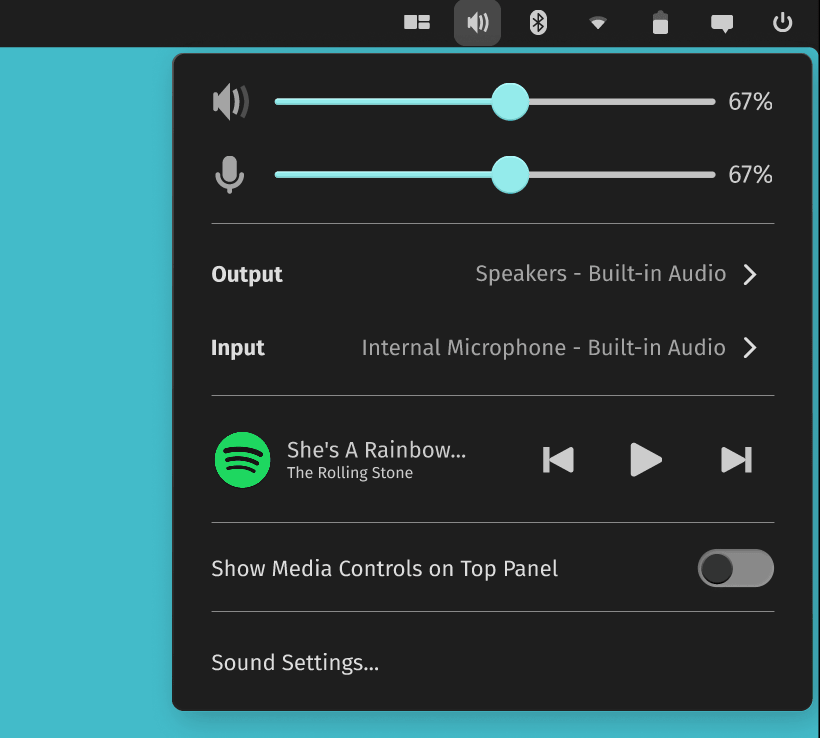 67%
67%
Output Speakers - Built-in Audio
Input Internal Microphone - Built-in Audio
She's A Rainbow...
The Rolling Stone
Show Media Controls on Top Panel
Sound Settings...